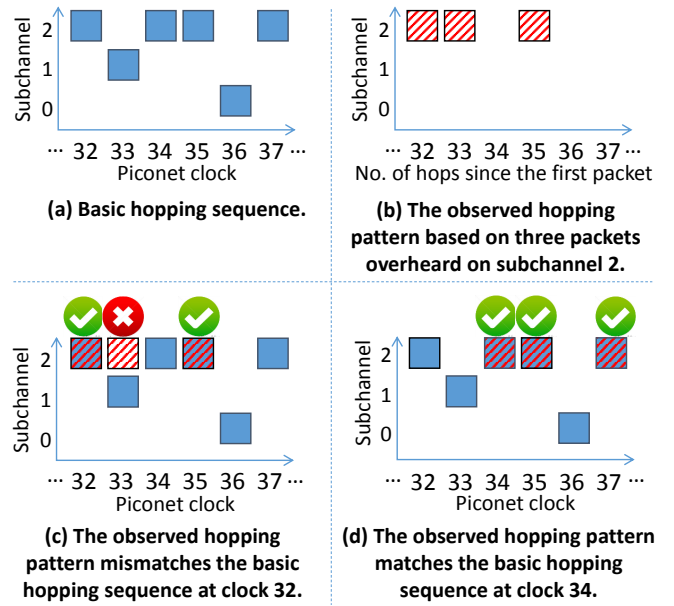 Subchannel
2
1
0
... 32 33 34 35 36 37 ...
Piconet clock
(a) Basic hopping sequence.
Subchannel
2
1
0
... 32 33 34 35 36 37 ...
No. of hops since the first packet
(b) The observed hopping
pattern based on three packets
overheard on subchannel 2.
Subchannel
2
1
0
... 32 33 34 35 36 37 ...
Piconet clock
(c) The observed hopping
pattern mismatches the basic
hopping sequence at clock 32.
Subchannel
2
1
0
... 32 33 34 35 36 37 ...
Piconet clock
(d) The observed hopping pattern
matches the basic hopping
sequence at clock 34.